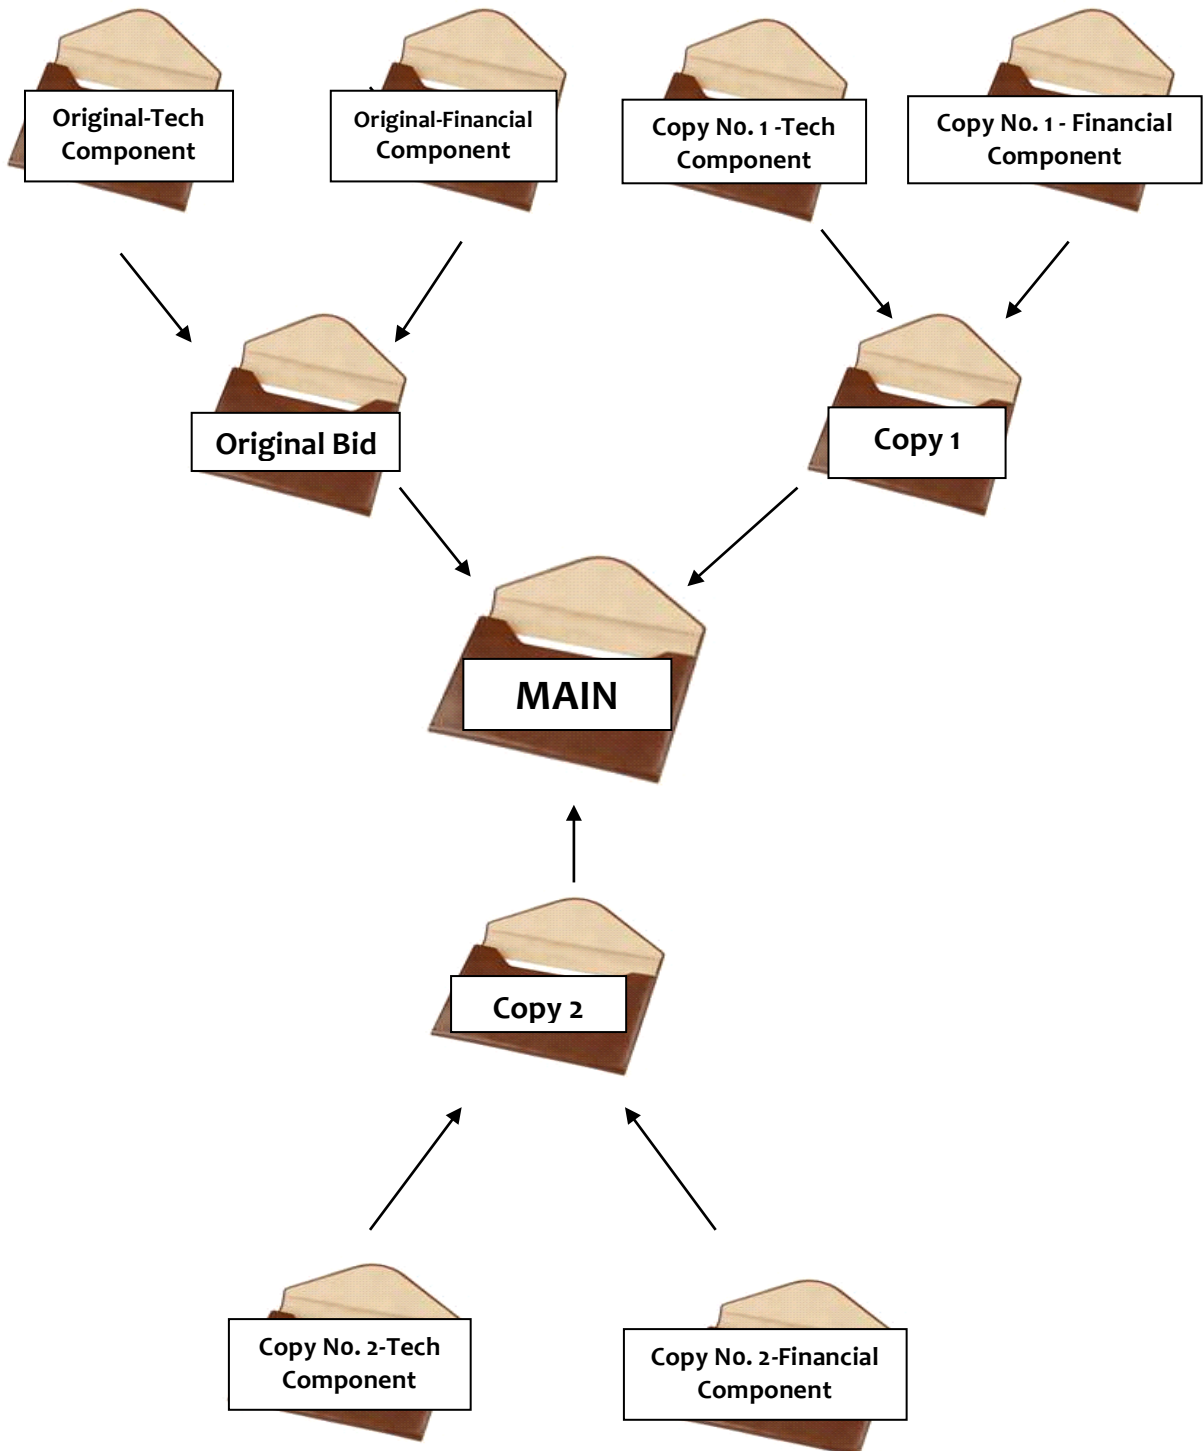 Original-Tech
Component
Original-Financial
Component
Copy No. 1 -Tech
Component
Copy No. 1 - Financial
Component
Original Bid
Copy 1
MAIN
Copy 2
Copy No. 2-Tech
Component
Copy No. 2-Financial
Component